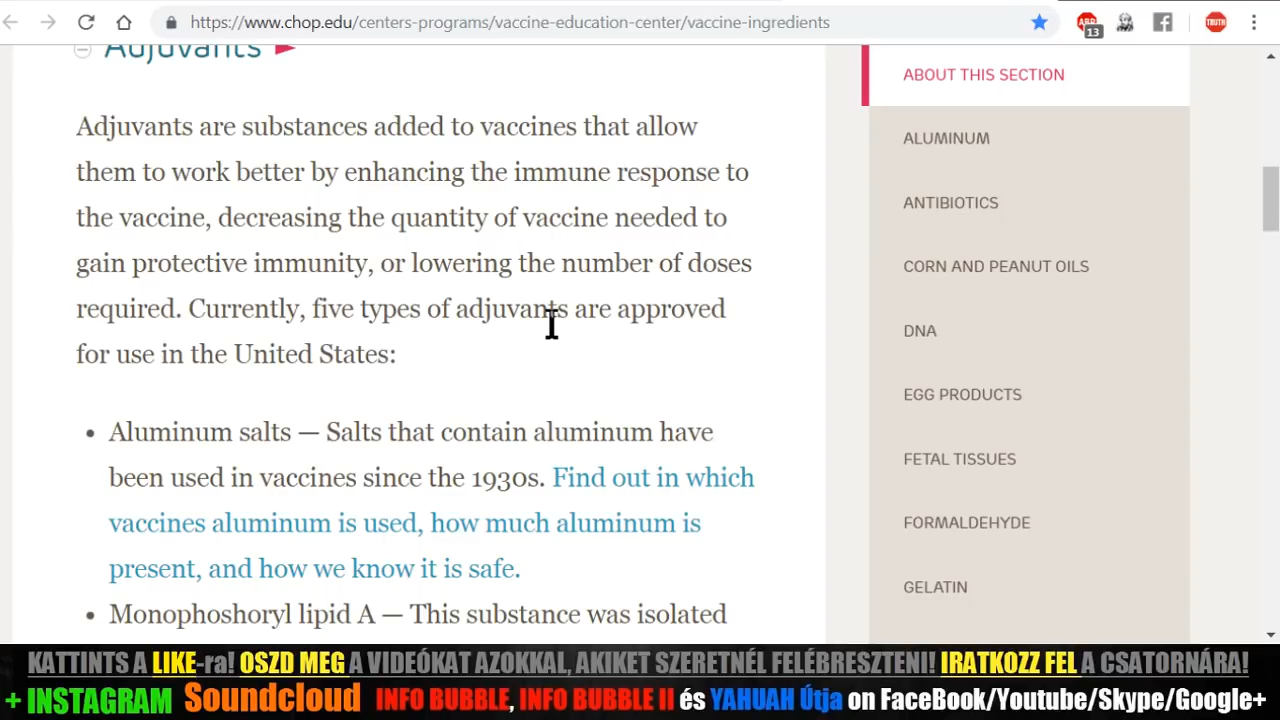 https://www.chop.edu/centers-programs/vaccine-education-center/vaccine-ingredients
ABP
13
TRUTH
Adjuvants
Adjuvants are substances added to vaccines that allow
them to work better by enhancing the immune response to
the vaccine, decreasing the quantity of vaccine needed to
gain protective immunity, or lowering the number of doses
required. Currently, five types of adjuvants are approved
for use in the United States:
• Aluminum salts — Salts that contain aluminum have
been used in vaccines since the 1930s. Find out in which
vaccines aluminum is used, how much aluminum is
present, and how we know it is safe.
• Monophoshoryl lipid A — This substance was isolated
ABOUT THIS SECTION
ALUMINUM
ANTIBIOTICS
CORN AND PEANUT OILS
DNA
EGG PRODUCTS
FETAL TISSUES
FORMALDEHYDE
GELATIN
KATTINTS A LIKE-ra! OSZD MEG A VIDEÓKAT AZOKKAL, AKIKET SZERETNÉL FELÉBRESZTENI! IRATKOZZ FEL A CSATORNÁRA!
+ INSTAGRAM Soundcloud INFO BUBBLE, INFO BUBBLE II és YAHUAH Útja on FaceBook/Youtube/Skype/Google+